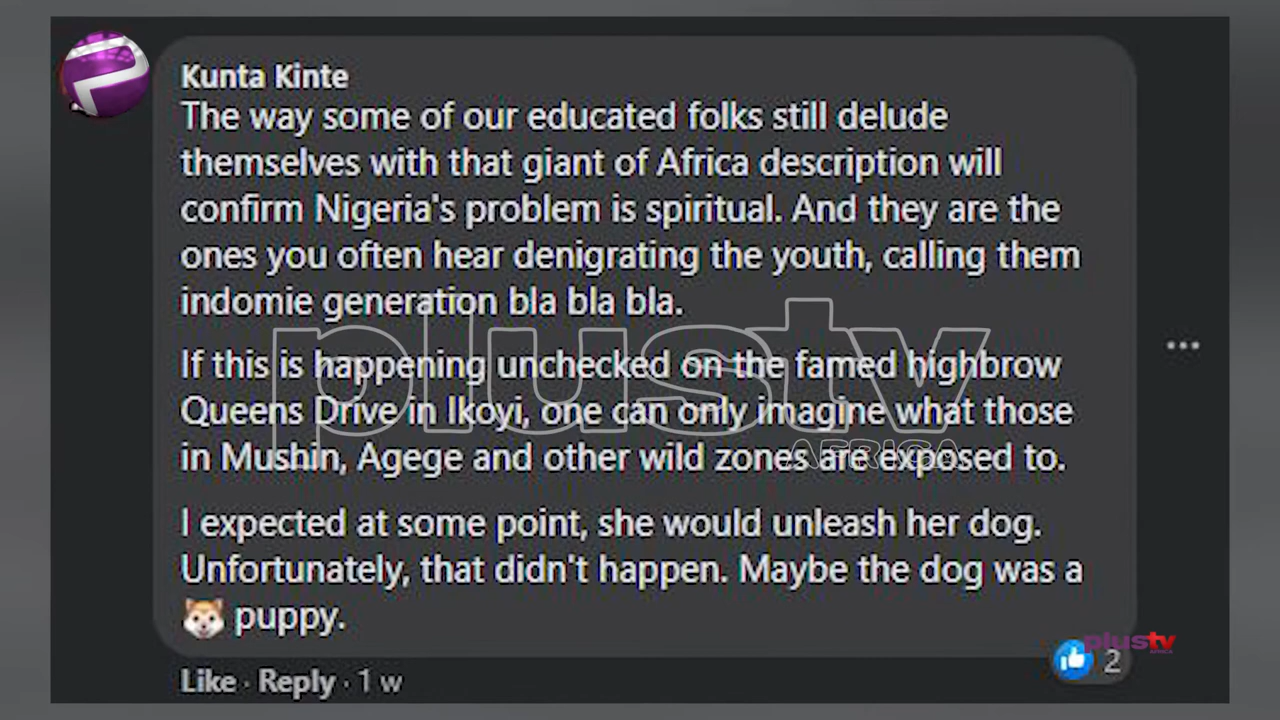 Kunta Kinte
The way some of our educated folks still delude
themselves with that giant of Africa description will
confirm Nigeria's problem is spiritual. And they are the
ones you often hear denigrating the youth, calling them
indomie generation bla bla bla.
If this is happening unchecked on the famed highbrow
Queens Drive in Ikoyi, one can only imagine what those
in Mushin, Agege and other wild zones are exposed to.
I expected at some point, she would unleash her dog.
Unfortunately, that didn't happen. Maybe the dog was a
🐶 puppy.
Like · Reply · 1 w
2
plustv
AFRICA
plustv
AFRICA